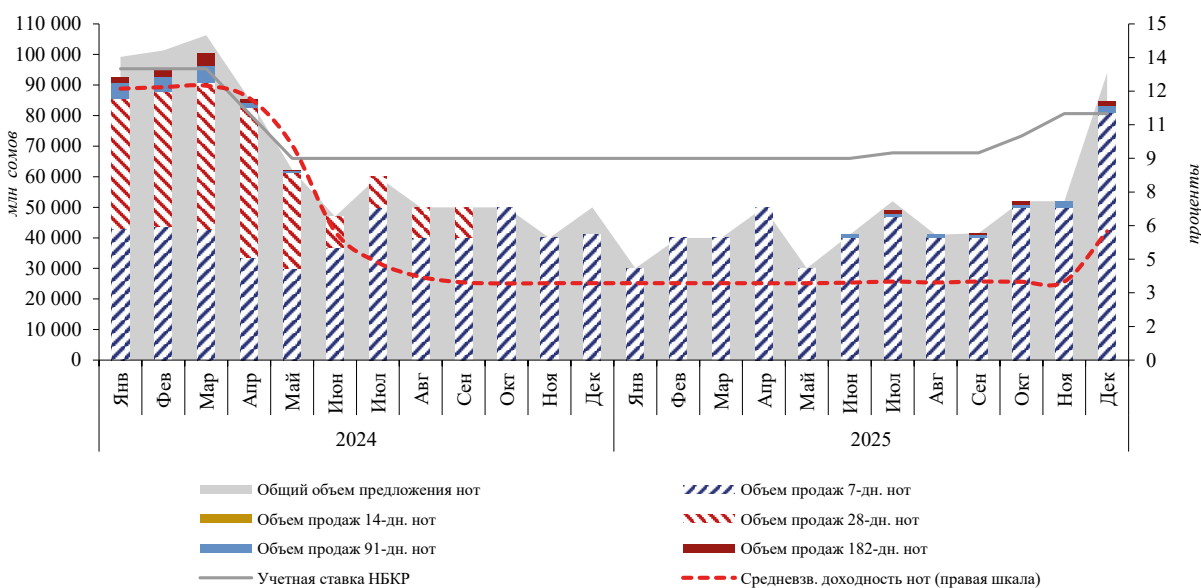 110 000
100 000
90 000
80 000
70 000
60 000
50 000
40 000
30 000
20 000
10 000
0
млн сомов
15
14
12
11
9
8
6
5
3
2
0
проценты
Янв Фев Мар Апр Май Июн Июл Авг Сен Окт Ноя Дек Янв Фев Мар Апр Май Июн Июл Авг Сен Окт Ноя Дек
2024 2025
Общий объем предложения нот
Объем продаж 7-дн. нот
Объем продаж 14-дн. нот
Объем продаж 28-дн. нот
Объем продаж 91-дн. нот
Объем продаж 182-дн. нот
Учетная ставка НБКР
Средневзв. доходность нот (правая шкала)